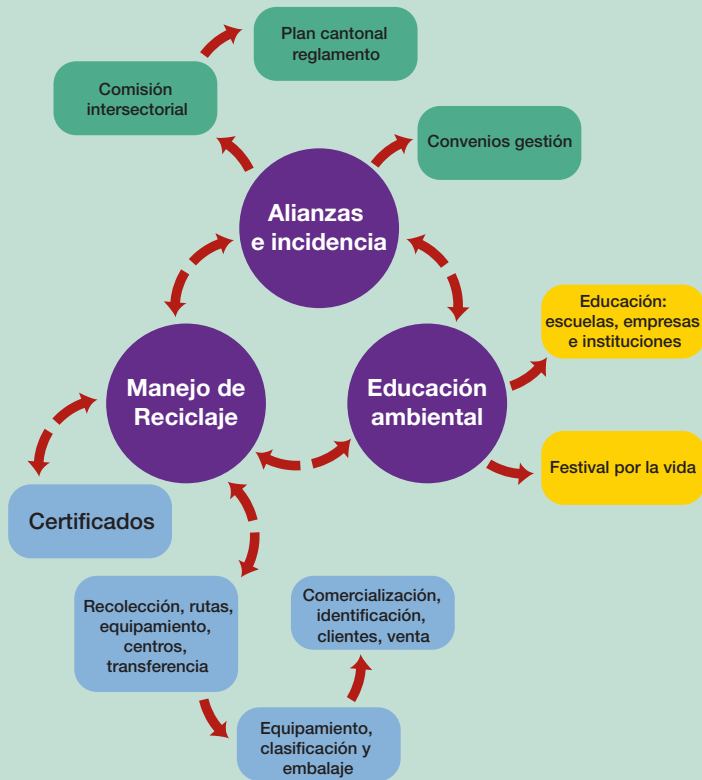 Plan cantonal
reglamento
Comisión
intersectorial
Convenios gestión
Alianzas
e incidencia
Educación:
escuelas, empresas
e instituciones
Manejo de
Reciclaje
Educación
ambiental
Festival por la vida
Certificados
Recolección, rutas,
equipamiento,
centros,
transferencia
Comercialización,
identificación,
clientes, venta
Equipamiento,
clasificación y
embalaje